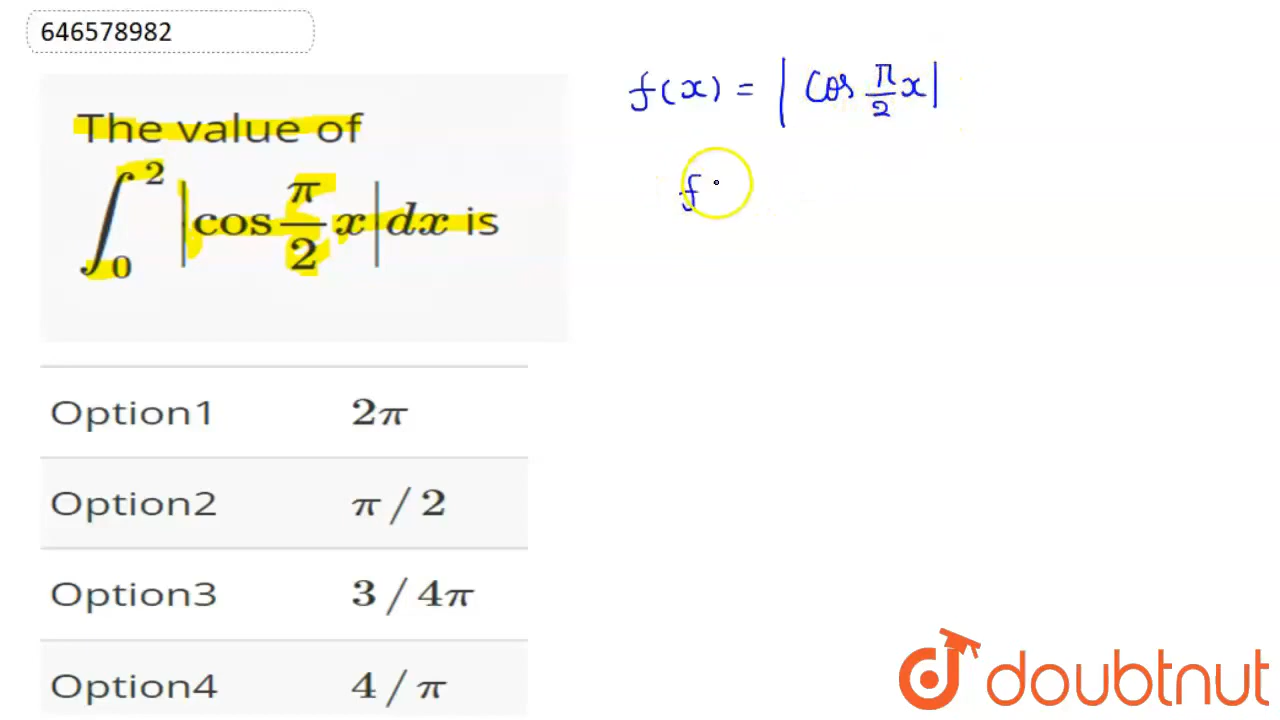 646578982
The value of
∫₀² |cos π/2 x| dx is
Option1 2π
Option2 π / 2
Option3 3 / 4π
Option4 4 / π
f(x) = |Cos π/2 x|
f
doubtnut